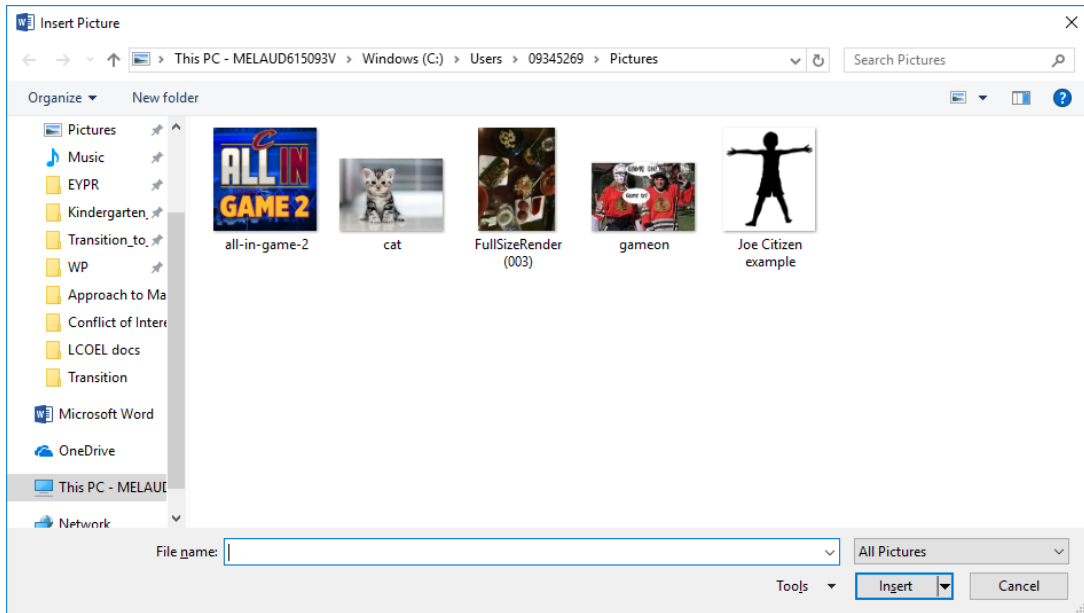 Insert Picture
This PC - MELAUD615093V > Windows (C:) > Users > 09345269 > Pictures
Search Pictures
Organize
New folder
Pictures
Music
EYPR
Kindergarten_
Transition_to_
WP
Approach to Ma
Conflict of Intere
LCOEL docs
Transition
Microsoft Word
OneDrive
This PC - MELAUD
Network
ALL IN
GAME 2
all-in-game-2
cat
FullSizeRender
(003)
GAME ON!
gameon
Joe Citizen
example
File name:
All Pictures
Tools
Insert
Cancel